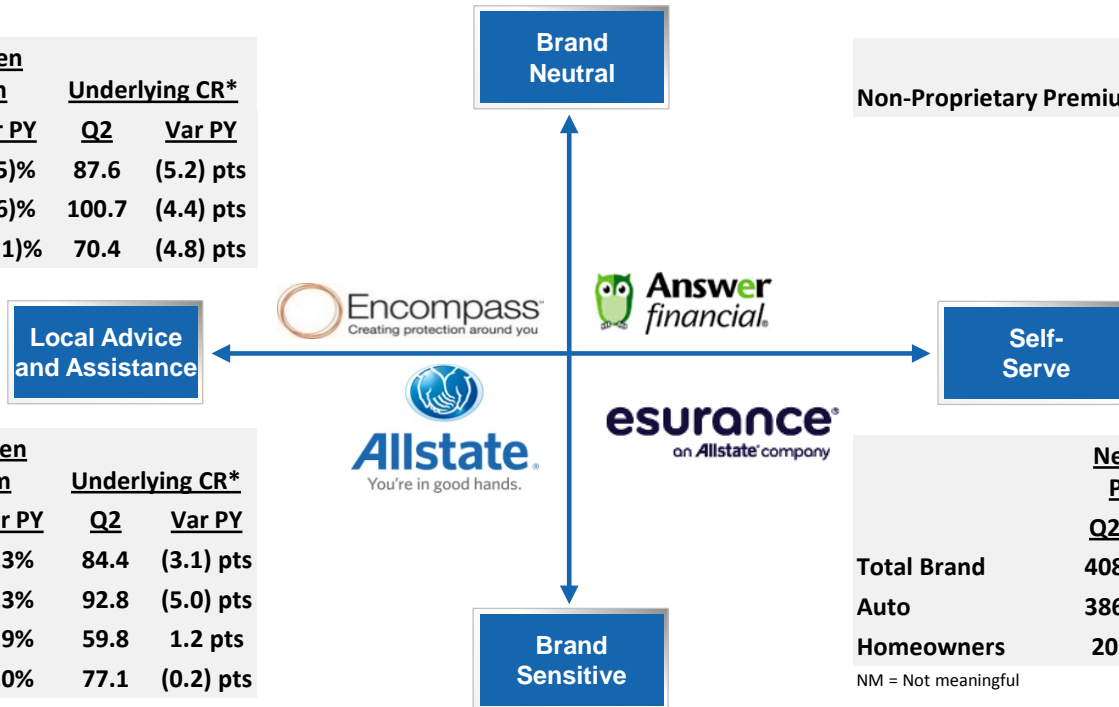 Brand
Neutral
en
Underlying CR*
r PY Q2 Var PY
5)% 87.6 (5.2) pts
6)% 100.7 (4.4) pts
1)% 70.4 (4.8) pts
Non-Proprietary Premiu
Encompass
Creating protection around you
Answer
financial
Local Advice
and Assistance
Self-
Serve
Allstate
You're in good hands.
esurance
an Allstate company
en
Underlying CR*
r PY Q2 Var PY
3% 84.4 (3.1) pts
3% 92.8 (5.0) pts
9% 59.8 1.2 pts
0% 77.1 (0.2) pts
Brand
Sensitive
Ne
P
Q2
Total Brand 408
Auto 386
Homeowners 20
NM = Not meaningful